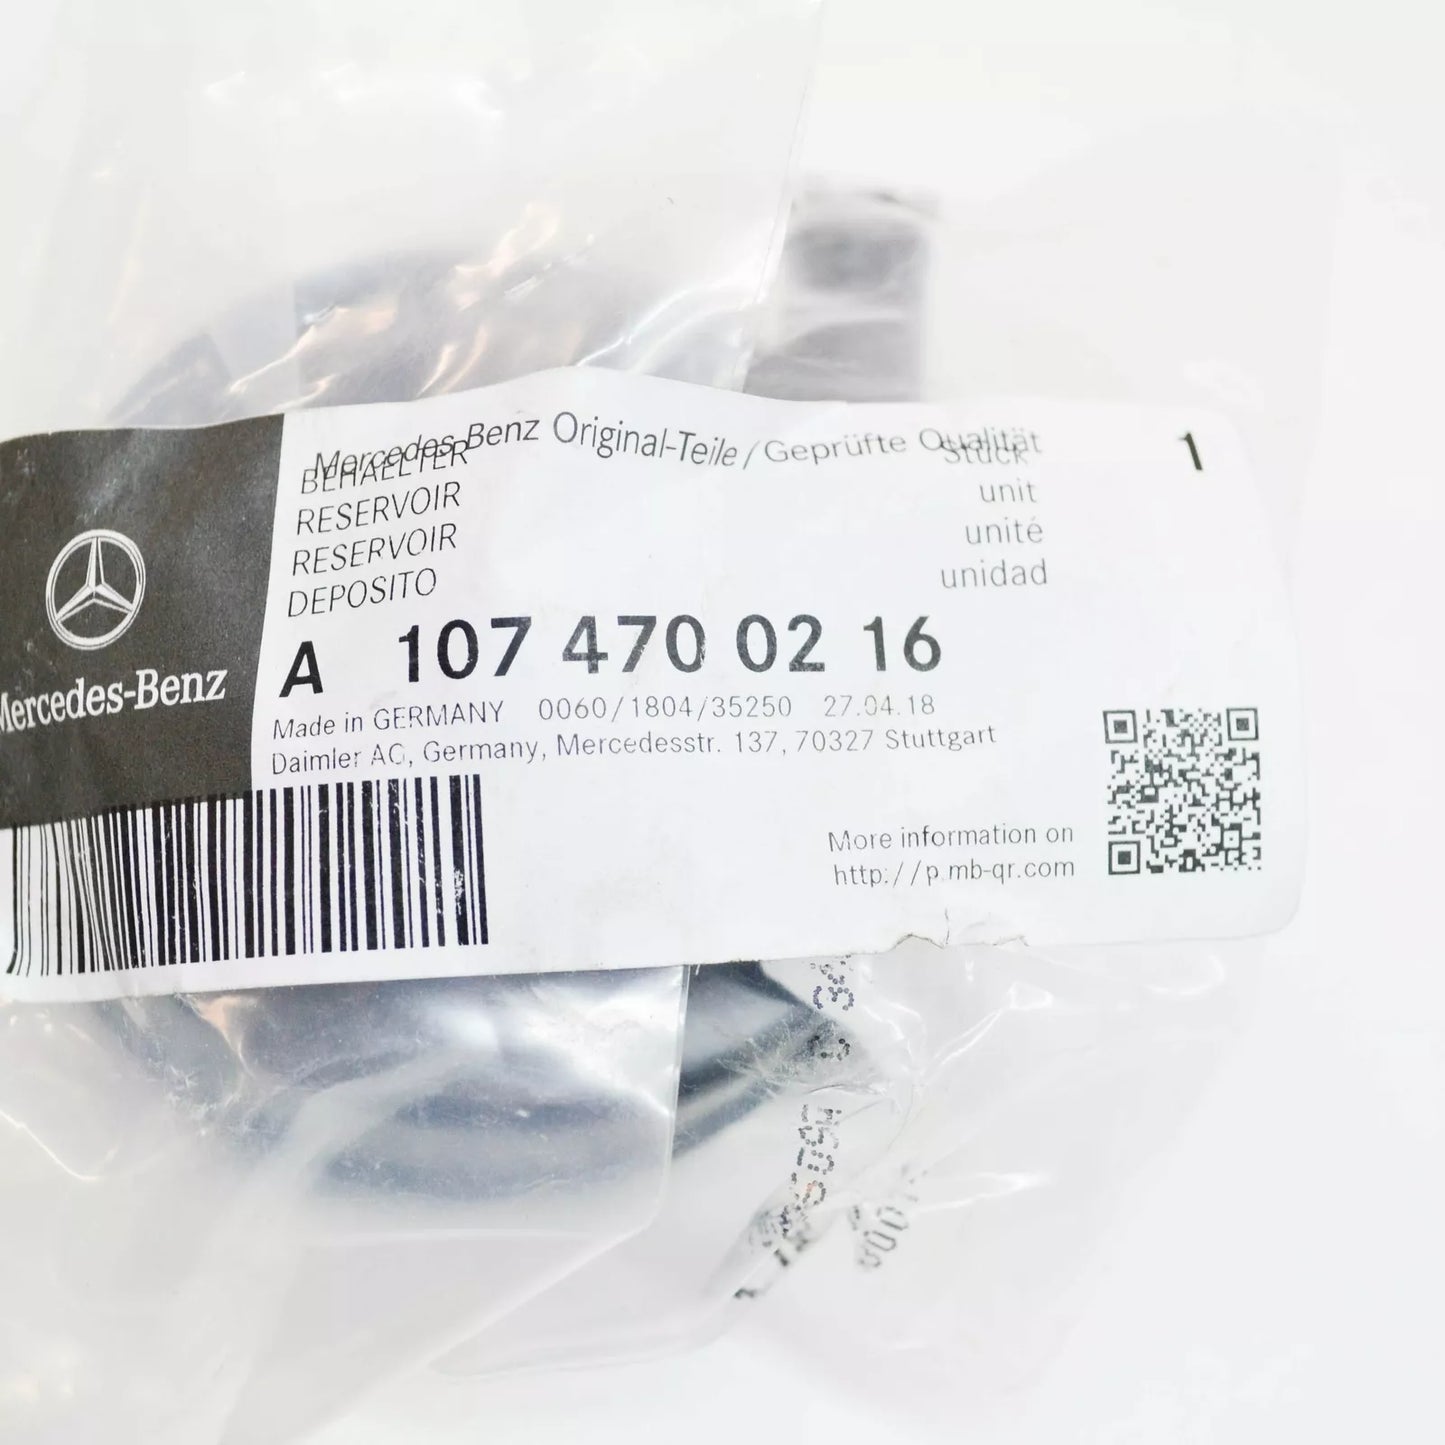 Mercedes-Benz Original-Teile / Geprüfte Qualität
BEHAELTER Stück 1
RESERVOIR unit
RESERVOIR unité
DEPOSITO unidad
A 107 470 02 16
Mercedes-Benz
Made in GERMANY 0060/1804/35250 27.04.18
Daimler AG, Germany, Mercedesstr. 137, 70327 Stuttgart
More information on
http://p.mb-qr.com